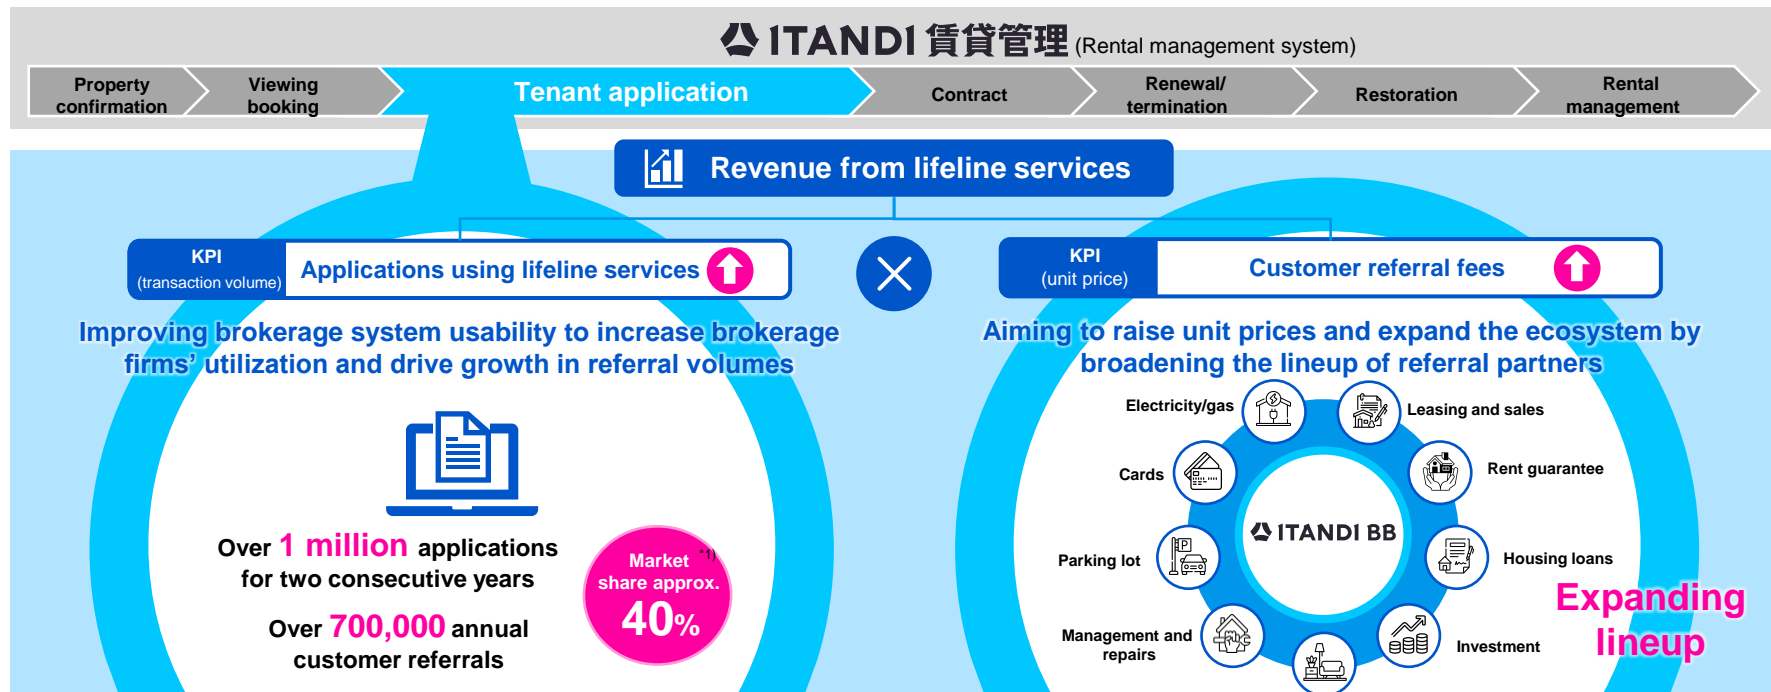 ITANDI 賃貸管理 (Rental management system)
Property
confirmation
Viewing
booking
Tenant application
Contract
Renewal/
termination
Restoration
Rental
management
Revenue from lifeline services
KPI
(transaction volume)
Applications using lifeline services
KPI
(unit price)
Customer referral fees
Improving brokerage system usability to increase brokerage
firms' utilization and drive growth in referral volumes
Aiming to raise unit prices and expand the ecosystem by
broadening the lineup of referral partners
Over 1 million applications
for two consecutive years
Over 700,000 annual
customer referrals
Market *1)
share approx.
40%
Electricity/gas
Leasing and sales
Cards
Rent guarantee
ITANDI BB
Parking lot
P
Housing loans
Expanding
lineup
Management and
repairs
Investment